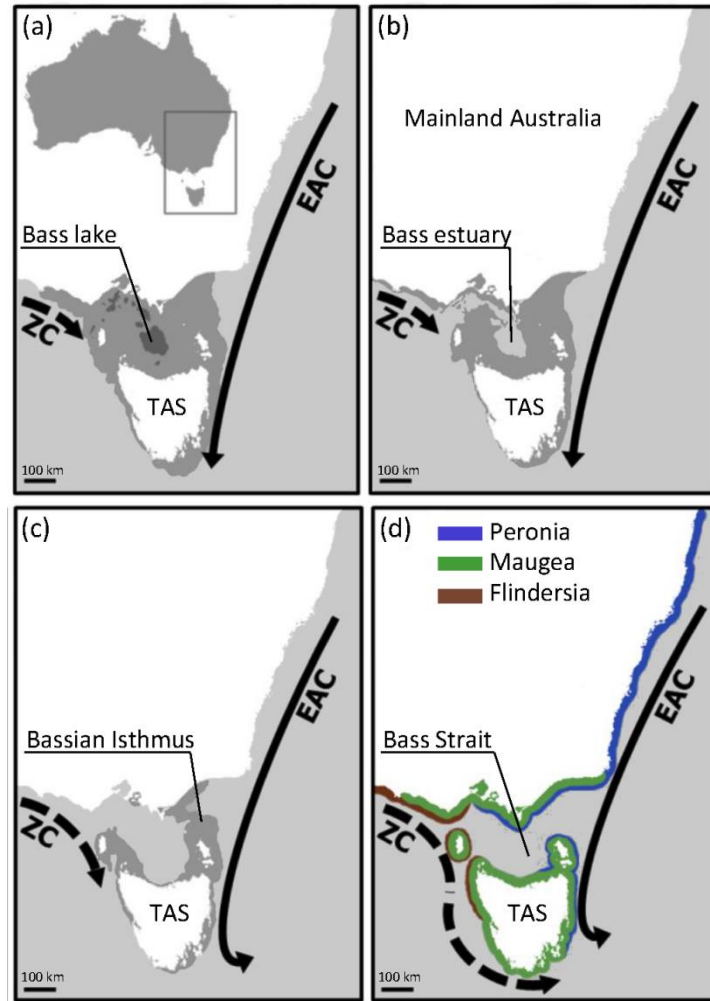 (a)
EAC
Bass lake
ZC
TAS
100 km
(b)
Mainland Australia
EAC
Bass estuary
ZC
TAS
100 km
(c)
EAC
Bassian Isthmus
ZC
TAS
100 km
(d)
Peronia
Maugea
Flindersia
EAC
Bass Strait
ZC
TAS
100 km